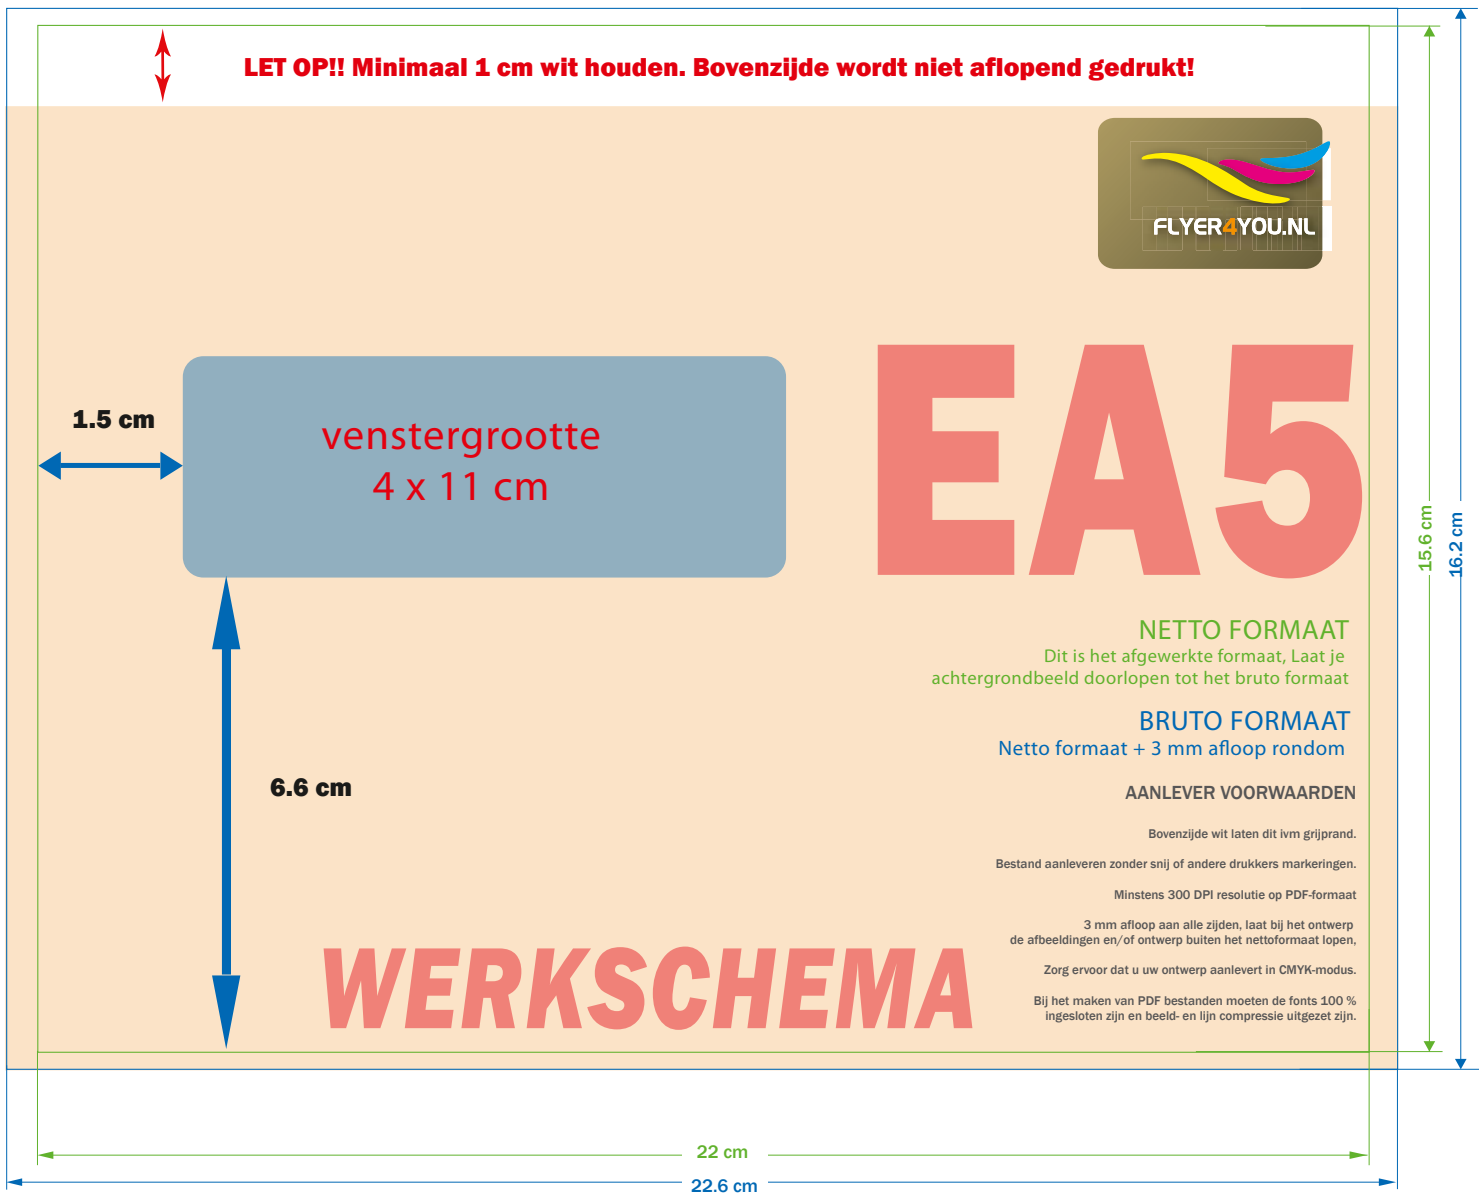 LET OP!! Minimaal 1 cm wit houden. Bovenzijde wordt niet aflopend gedrukt!
FLYER4YOU.NL
EA5
1.5 cm
venstergrootte
4 x 11 cm
15.6 cm
16.2 cm
NETTO FORMAAT
Dit is het afgewerkte formaat, Laat je
achtergrondbeeld doorlopen tot het bruto formaat
BRUTO FORMAAT
Netto formaat + 3 mm afloop rondom
6.6 cm
AANLEVER VOORWAARDEN
Bovenzijde wit laten dit ivm grijprand.
Bestand aanleveren zonder snij of andere drukkers markeringen.
Minstens 300 DPI resolutie op PDF-formaat
3 mm afloop aan alle zijden, laat bij het ontwerp
de afbeeldingen en/of ontwerp buiten het nettoformaat lopen,
Zorg ervoor dat u uw ontwerp aanlevert in CMYK-modus.
Bij het maken van PDF bestanden moeten de fonts 100 %
ingesloten zijn en beeld- en lijn compressie uitgezet zijn.
WERKSCHEMA
22 cm
22.6 cm